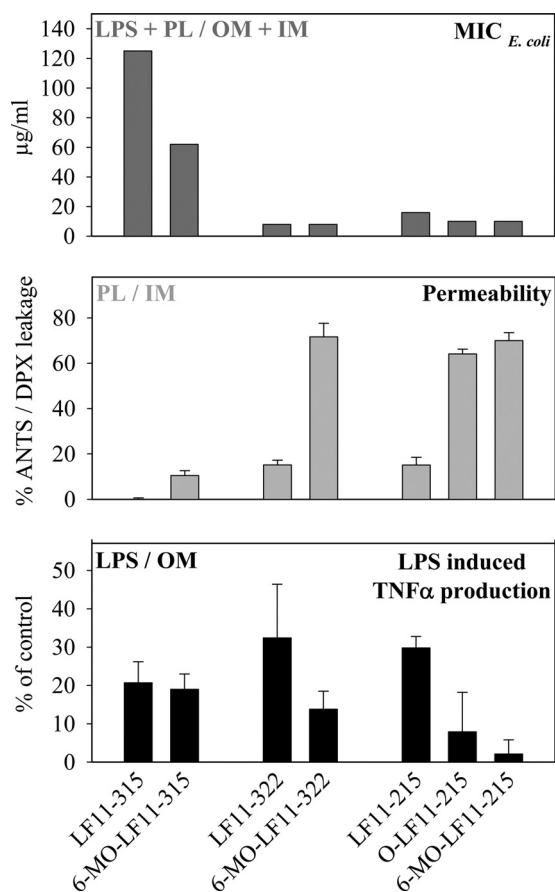 LPS + PL / OM + IM
MIC E. coli
µg/ml
140
120
100
80
60
40
20
0
PL / IM
Permeability
% ANTS / DPX leakage
80
60
40
20
0
LPS / OM
LPS induced
TNFα production
% of control
50
40
30
20
10
0
LF11-315
6-MO-LF11-315
LF11-322
6-MO-LF11-322
LF11-215
O-LF11-215
6-MO-LF11-215